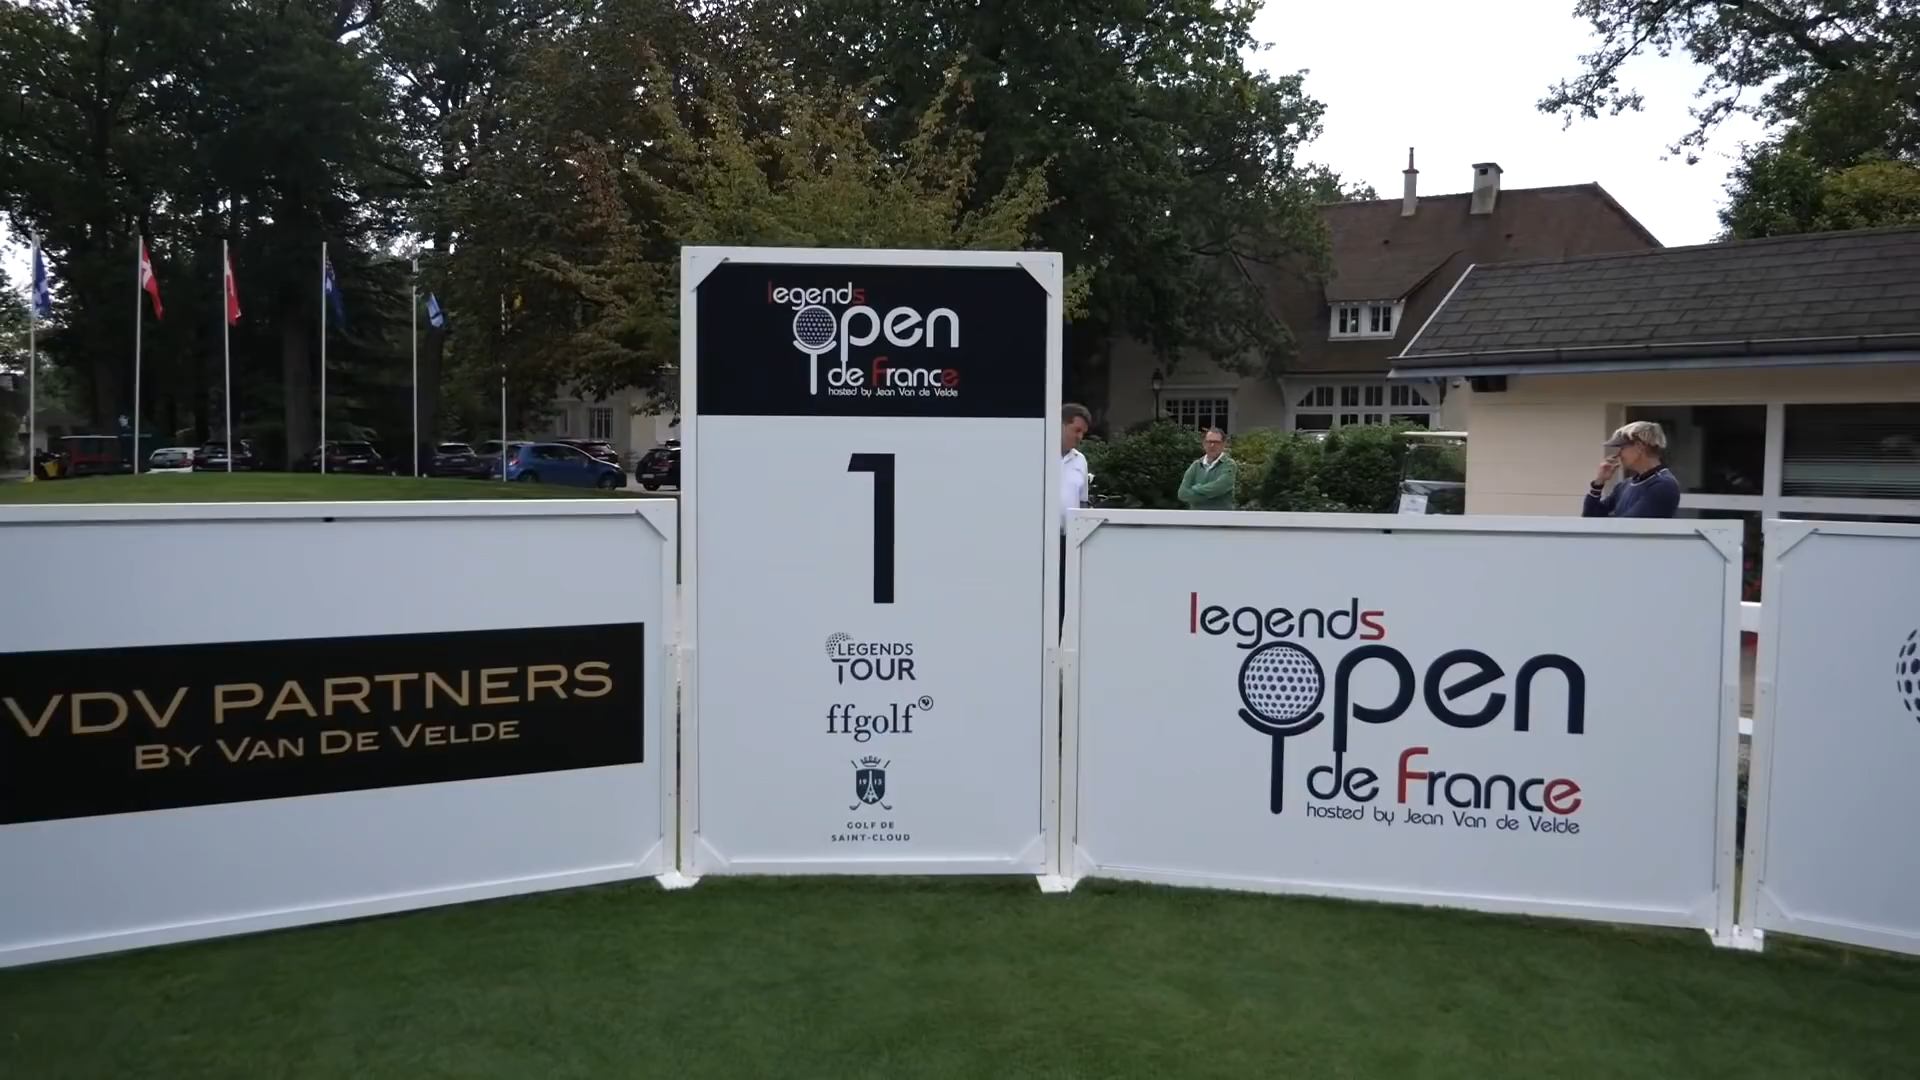 legends
Open
de France
hosted by Jean Van de Velde
1
LEGENDS
TOUR
ffgolf
1913
GOLF DE
SAINT-CLOUD
VDV PARTNERS
BY VAN DE VELDE
legends
Open
de France
hosted by Jean Van de Velde